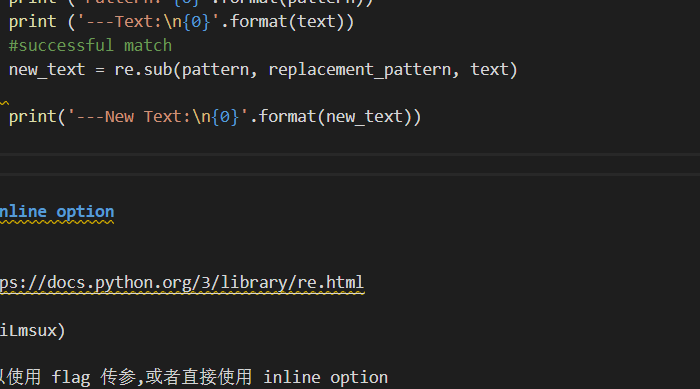 print ('Pattern: {0}'.format(pattern))
print ('---Text:\n{0}'.format(text))
#successful match
new_text = re.sub(pattern, replacement_pattern, text)
print('---New Text:\n{0}'.format(new_text))
nline option
ps://docs.python.org/3/library/re.html
iLmsux)
以使用 flag 传参,或者直接使用 inline option